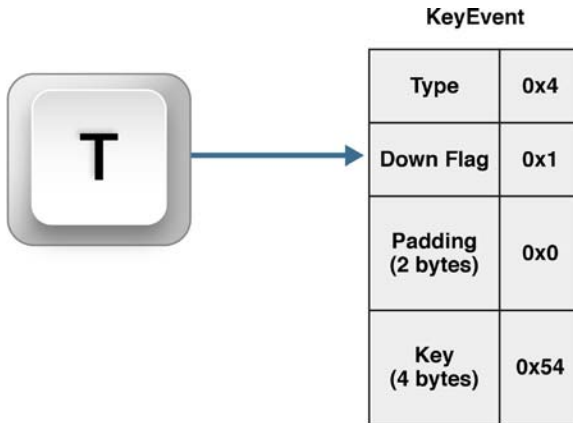 KeyEvent
T
Type 0x4
Down Flag 0x1
Padding
(2 bytes) 0x0
Key
(4 bytes) 0x54